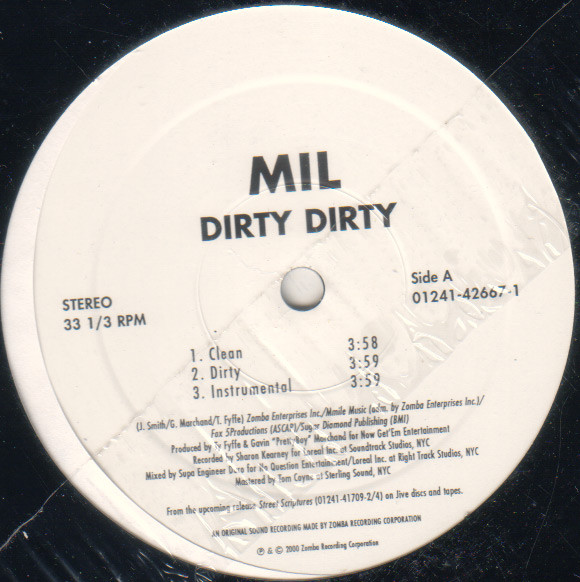 MIL
DIRTY DIRTY
STEREO
33 1/3 RPM
Side A
01241-42667-1
1. Clean 3:58
2. Dirty 3:59
3. Instrumental 3:59
(J. Smith/G. Marchand/T. Fyffe) Zomba Enterprises Inc./Mmile Music (adm. by Zomba Enterprises Inc.)/
Fox 5Productions (ASCAP)/Sugar Diamond Publishing (BMI)
Produced by Ty Fyffe & Gavin "Prettyboy" Marchand for Now Get'Em Entertainment
Recorded by Sharon Kearney for Loreal Inc. at Soundtrack Studios, NYC
Mixed by Supa Engineer Duro for No Question Entertainment/Loreal Inc. at Right Track Studios, NYC
Mastered by Tom Coyne at Sterling Sound, NYC
From the upcoming release Street Scriptures (01241-41709-2/4) on Jive discs and tapes.
AN ORIGINAL SOUND RECORDING MADE BY ZOMBA RECORDING CORPORATION
℗ & © 2000 Zomba Recording Corporation